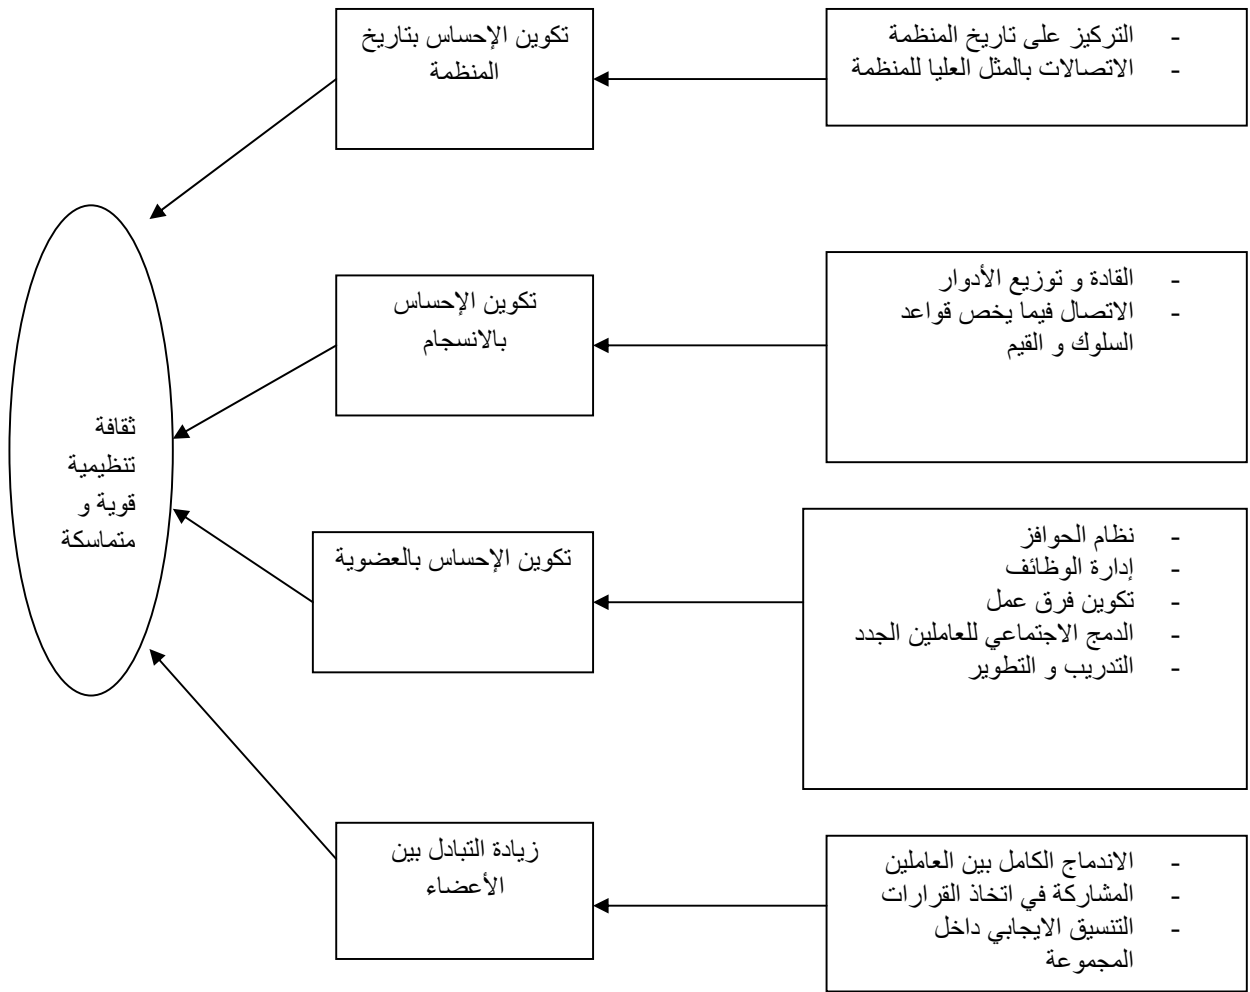 - التركيز على تاريخ المنظمة
- الاتصالات بالمثل العليا للمنظمة
تكوين الإحساس بتاريخ
المنظمة
- القادة و توزيع الأدوار
- الاتصال فيما يخص قواعد
السلوك و القيم
تكوين الإحساس
بالانسجام
- نظام الحوافز
- إدارة الوظائف
- تكوين فرق عمل
- الدمج الاجتماعي للعاملين الجدد
- التدريب و التطوير
تكوين الإحساس بالعضوية
- الاندماج الكامل بين العاملين
- المشاركة في اتخاذ القرارات
- التنسيق الايجابي داخل
المجموعة
زيادة التبادل بين
الأعضاء
ثقافة
تنظيمية
قوية و
متماسكة